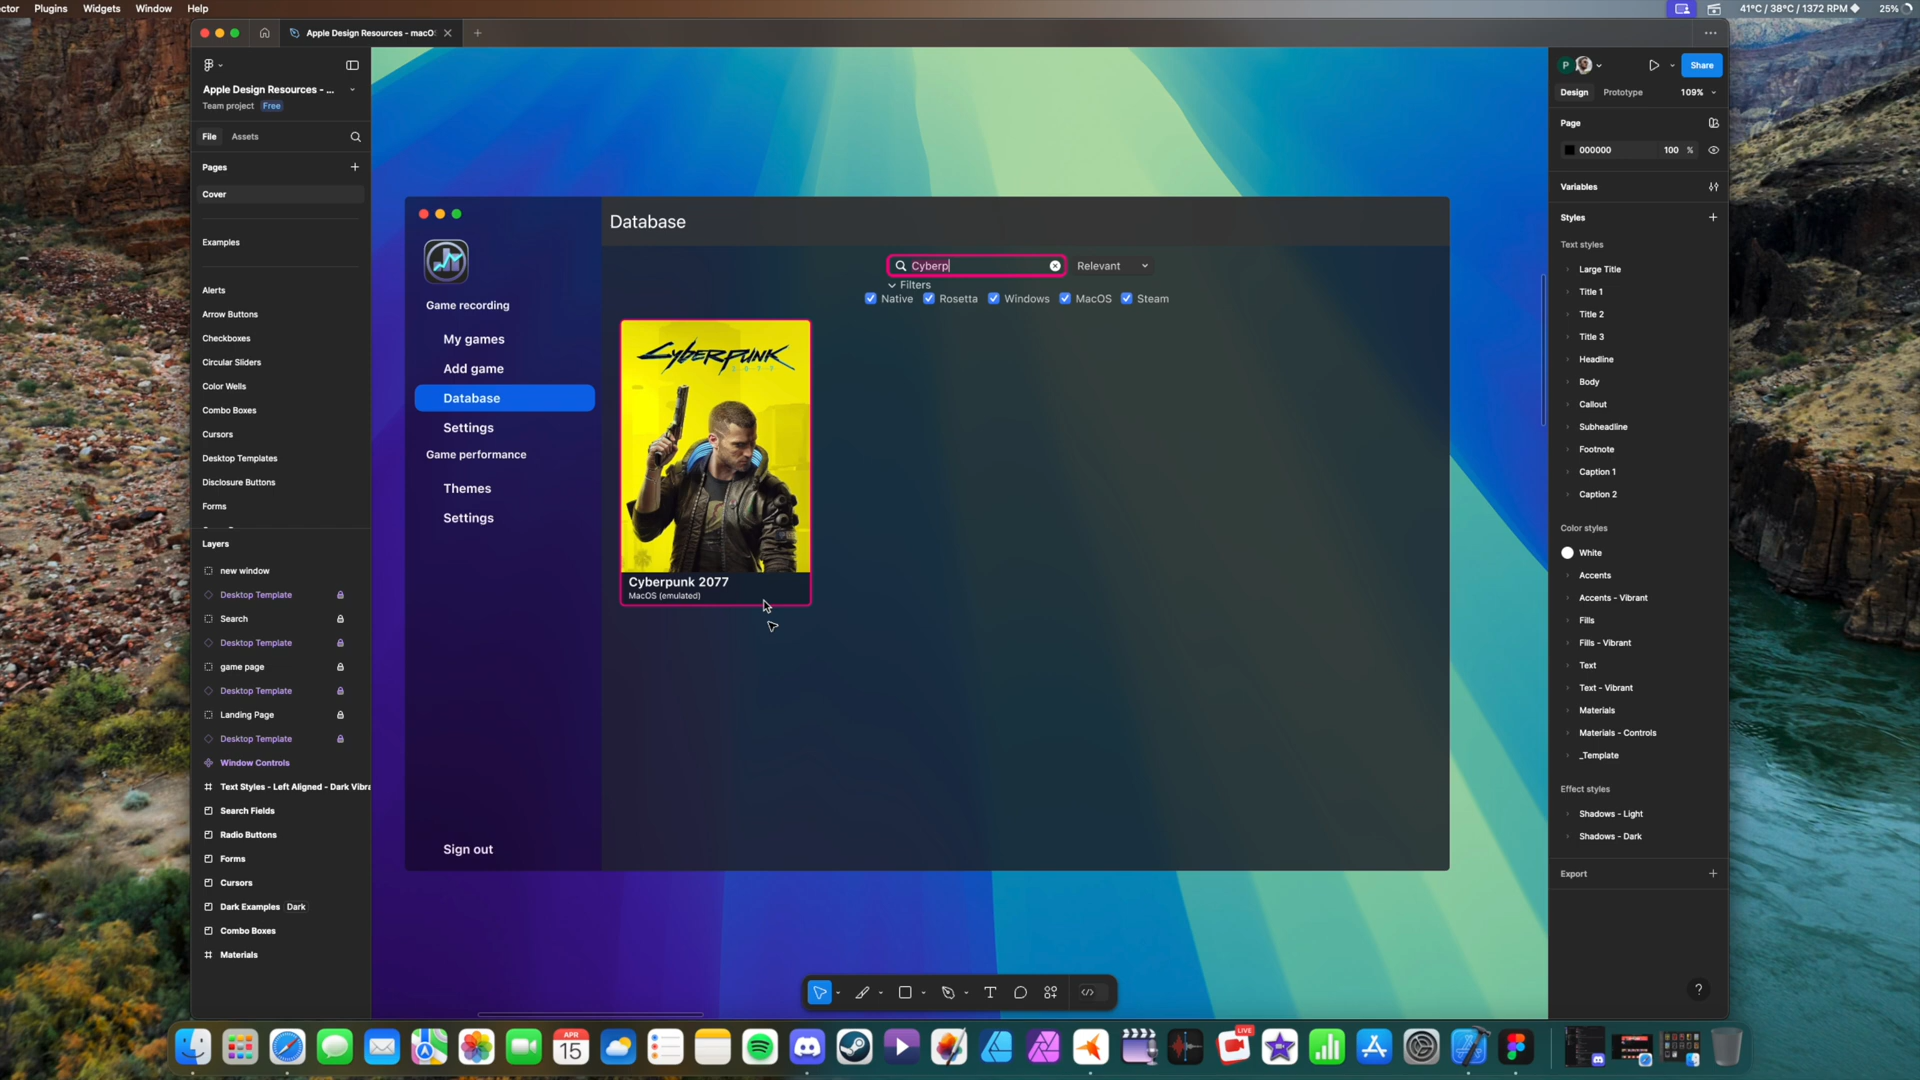 ctor Plugins Widgets Window Help
41°C / 38°C / 1372 RPM 25%
Apple Design Resources - macO
Apple Design Resources - ...
Team project Free
File Assets
Pages
Cover
Examples
Alerts
Arrow Buttons
Checkboxes
Circular Sliders
Color Wells
Combo Boxes
Cursors
Desktop Templates
Disclosure Buttons
Forms
Layers
new window
Desktop Template
Search
Desktop Template
game page
Desktop Template
Landing Page
Desktop Template
Window Controls
Text Styles - Left Aligned - Dark Vibra
Search Fields
Radio Buttons
Forms
Cursors
Dark Examples Dark
Combo Boxes
Materials
Game recording
My games
Add game
Database
Settings
Game performance
Themes
Settings
Sign out
Database
Cyberp
Relevant
Filters
Native Rosetta Windows MacOS Steam
CYBERPUNK
2077
Cyberpunk 2077
MacOS (emulated)
P
Share
Design Prototype 109%
Page
000000 100 %
Variables
Styles
Text styles
Large Title
Title 1
Title 2
Title 3
Headline
Body
Callout
Subheadline
Footnote
Caption 1
Caption 2
Color styles
White
Accents
Accents - Vibrant
Fills
Fills - Vibrant
Text
Text - Vibrant
Materials
Materials - Controls
_Template
Effect styles
Shadows - Light
Shadows - Dark
Export
?
APR
15
LIVE